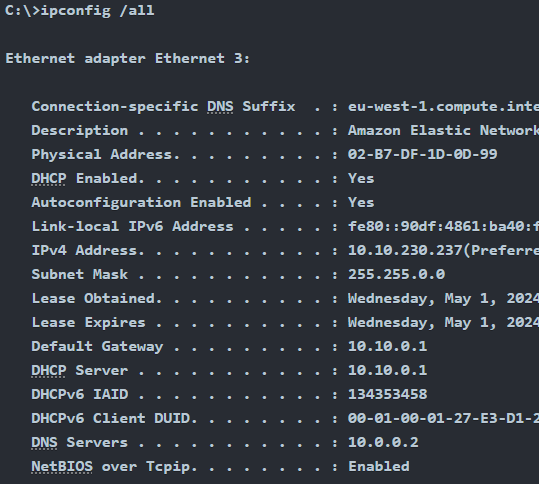 C:\>ipconfig /all
Ethernet adapter Ethernet 3:
Connection-specific DNS Suffix  . : eu-west-1.compute.inte
Description . . . . . . . . . . . : Amazon Elastic Network
Physical Address. . . . . . . . . : 02-B7-DF-1D-0D-99
DHCP Enabled. . . . . . . . . . . : Yes
Autoconfiguration Enabled . . . . : Yes
Link-local IPv6 Address . . . . . : fe80::90df:4861:ba40:f
IPv4 Address. . . . . . . . . . . : 10.10.230.237(Preferre
Subnet Mask . . . . . . . . . . . : 255.255.0.0
Lease Obtained. . . . . . . . . . : Wednesday, May 1, 2024
Lease Expires . . . . . . . . . . : Wednesday, May 1, 2024
Default Gateway . . . . . . . . . : 10.10.0.1
DHCP Server . . . . . . . . . . . : 10.10.0.1
DHCPv6 IAID . . . . . . . . . . . : 134353458
DHCPv6 Client DUID. . . . . . . . : 00-01-00-01-27-E3-D1-2
DNS Servers . . . . . . . . . . . : 10.0.0.2
NetBIOS over Tcpip. . . . . . . . : Enabled